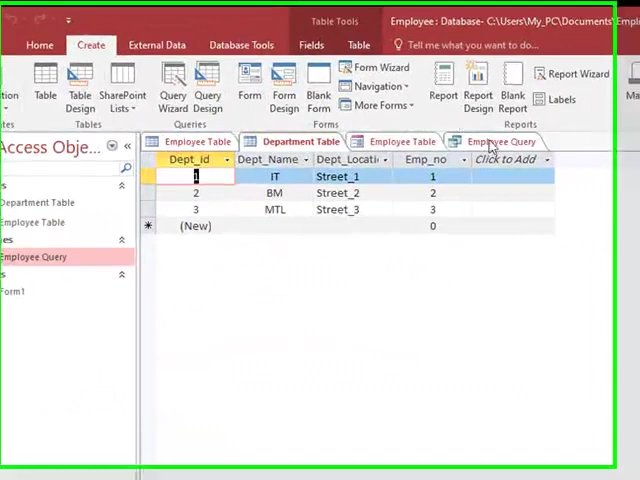 Table Tools
Employee : Database- C:\Users\My_PC\Documents\Emplo
Home Create External Data Database Tools Fields Table Tell me what you want to do...
Table
Table Design
SharePoint Lists
Query Wizard
Query Design
Form
Form Design
Blank Form
Form Wizard
Navigation
More Forms
Report
Report Design
Blank Report
Report Wizard
Labels
Tables Queries Forms Reports
Access Obje...
Department Table
Employee Table
Employee Query
Form1
Employee Table Department Table Employee Table Employee Query
Dept_id Dept_Name Dept_Locati Emp_no Click to Add
1 IT Street_1 1
2 BM Street_2 2
3 MTL Street_3 3
(New) 0